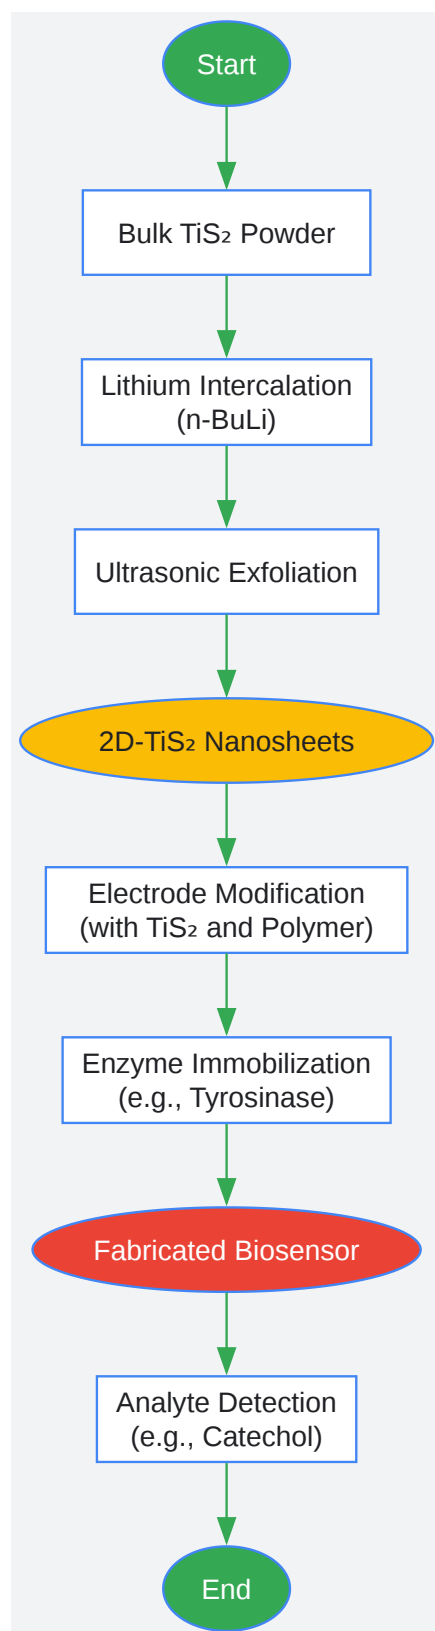 Start
Bulk TiS₂ Powder
Lithium Intercalation
(n-BuLi)
Ultrasonic Exfoliation
2D-TiS₂ Nanosheets
Electrode Modification
(with TiS₂ and Polymer)
Enzyme Immobilization
(e.g., Tyrosinase)
Fabricated Biosensor
Analyte Detection
(e.g., Catechol)
End